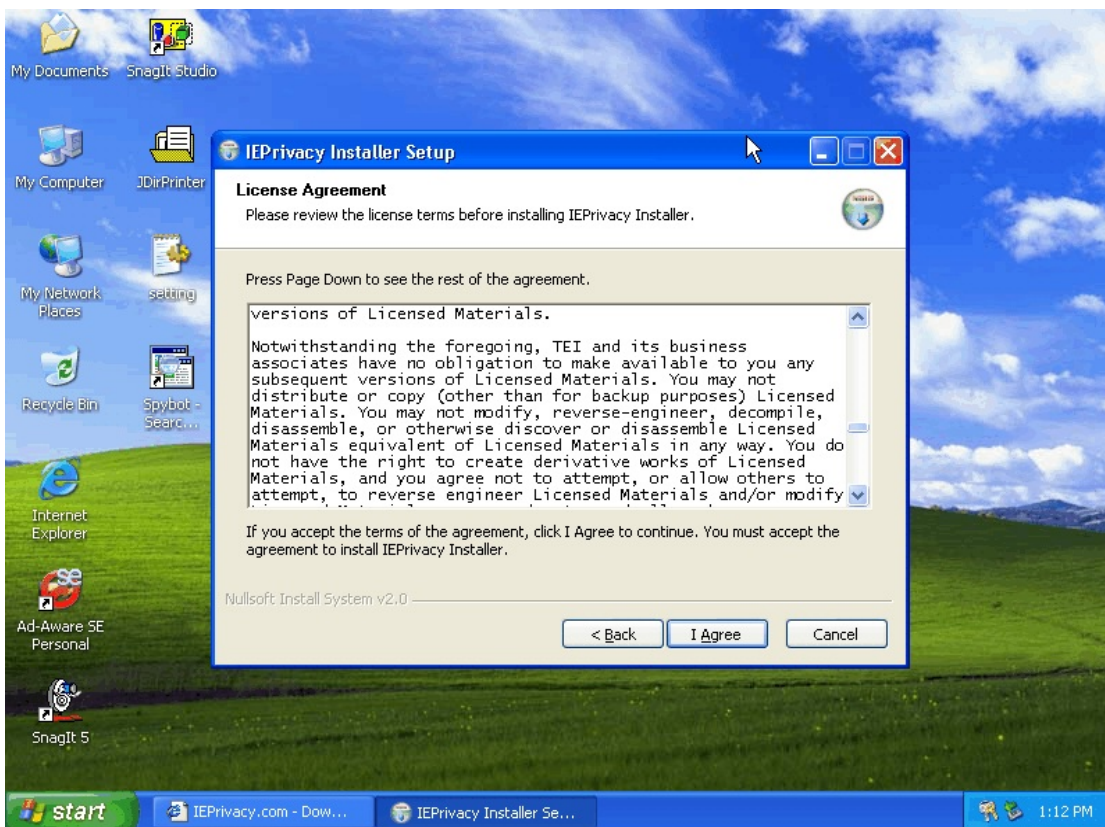 My Documents
SnagIt Studio
My Computer
JDirPrinter
My Network
Places
setting
Recycle Bin
Spybot -
Searc...
Internet
Explorer
Ad-Aware SE
Personal
SnagIt 5
IEPrivacy Installer Setup
License Agreement
Please review the license terms before installing IEPrivacy Installer.
Press Page Down to see the rest of the agreement.
versions of Licensed Materials.
Notwithstanding the foregoing, TEI and its business
associates have no obligation to make available to you any
subsequent versions of Licensed Materials. You may not
distribute or copy (other than for backup purposes) Licensed
Materials. You may not modify, reverse-engineer, decompile,
disassemble, or otherwise discover or disassemble Licensed
Materials equivalent of Licensed Materials in any way. You do
not have the right to create derivative works of Licensed
Materials, and you agree not to attempt, or allow others to
attempt, to reverse engineer Licensed Materials and/or modify
If you accept the terms of the agreement, click I Agree to continue. You must accept the
agreement to install IEPrivacy Installer.
Nullsoft Install System v2.0
< Back
I Agree
Cancel
start
IEPrivacy.com - Dow...
IEPrivacy Installer Se...
1:12 PM